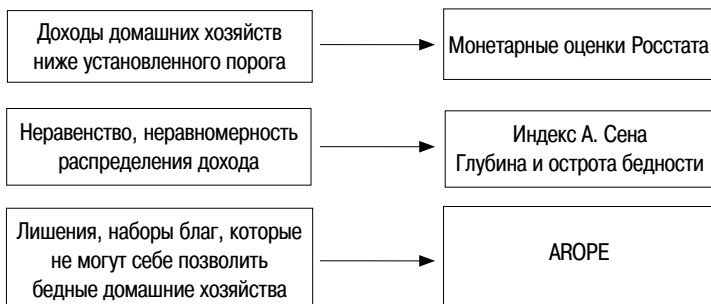 Доходы домашних хозяйств
ниже установленного порога
Монетарные оценки Росстата
Неравенство, неравномерность
распределения дохода
Индекс А. Сена
Глубина и острота бедности
Лишения, наборы благ, которые
не могут себе позволить
бедные домашние хозяйства
AROPE